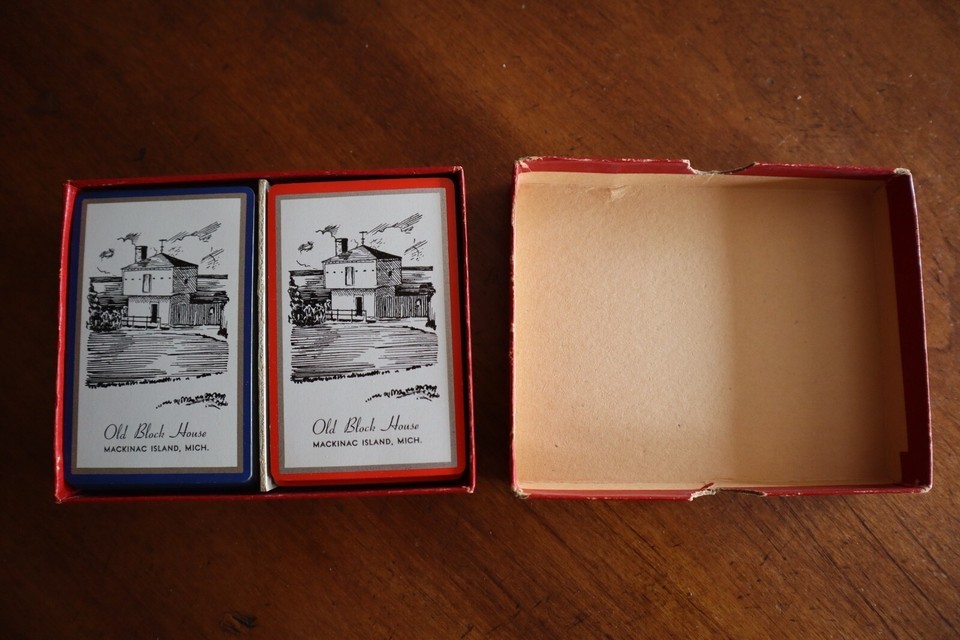 Old Block House
MACKINAC ISLAND, MICH.
Old Block House
MACKINAC ISLAND, MICH.